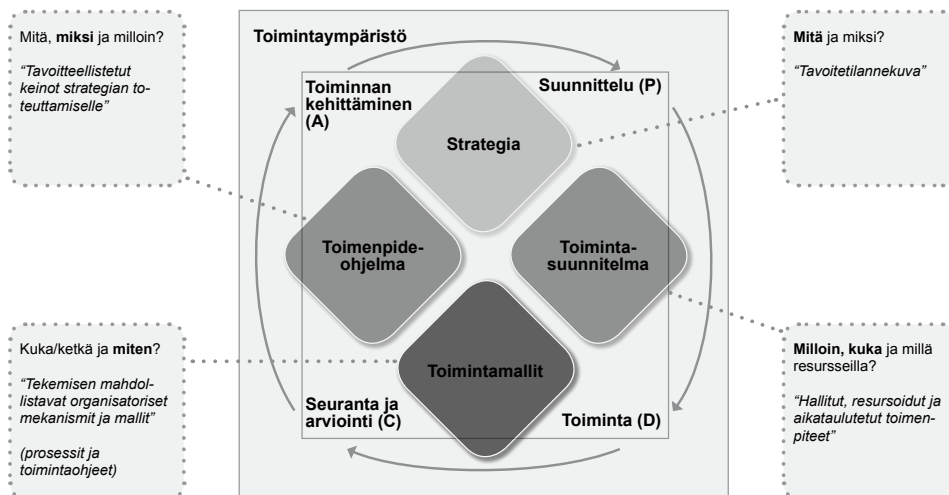 Mitä, miksi ja milloin?
“Tavoitteellistetut
keinot strategian to-
teuttamiselle”
Toimintaympäristö
Toiminnan
kehittäminen
(A)
Suunnittelu (P)
Mitä ja miksi?
“Tavoitetilannekuva”
Strategia
Toimenpide-
ohjelma
Toiminta-
suunnitelma
Toimintamallit
Kuka/ketkä ja miten?
“Tekemisen mahdol-
listavat organisatoriset
mekanismit ja mallit”
(prosessit ja
toimintaohjeet)
Seuranta ja
arviointi (C)
Toiminta (D)
Milloin, kuka ja millä
resursseilla?
“Hallitut, resursoidut ja
aikataulutetut toimen-
piteet”